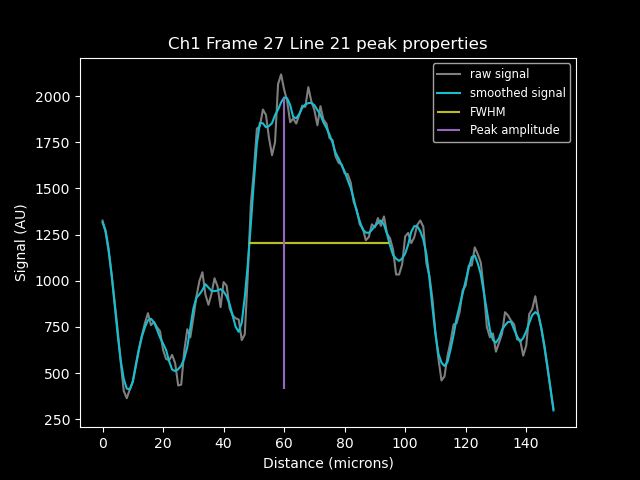 Ch1 Frame 27 Line 21 peak properties
raw signal
smoothed signal
FWHM
Peak amplitude
Signal (AU)
2000
1750
1500
1250
1000
750
500
250
0 20 40 60 80 100 120 140
Distance (microns)